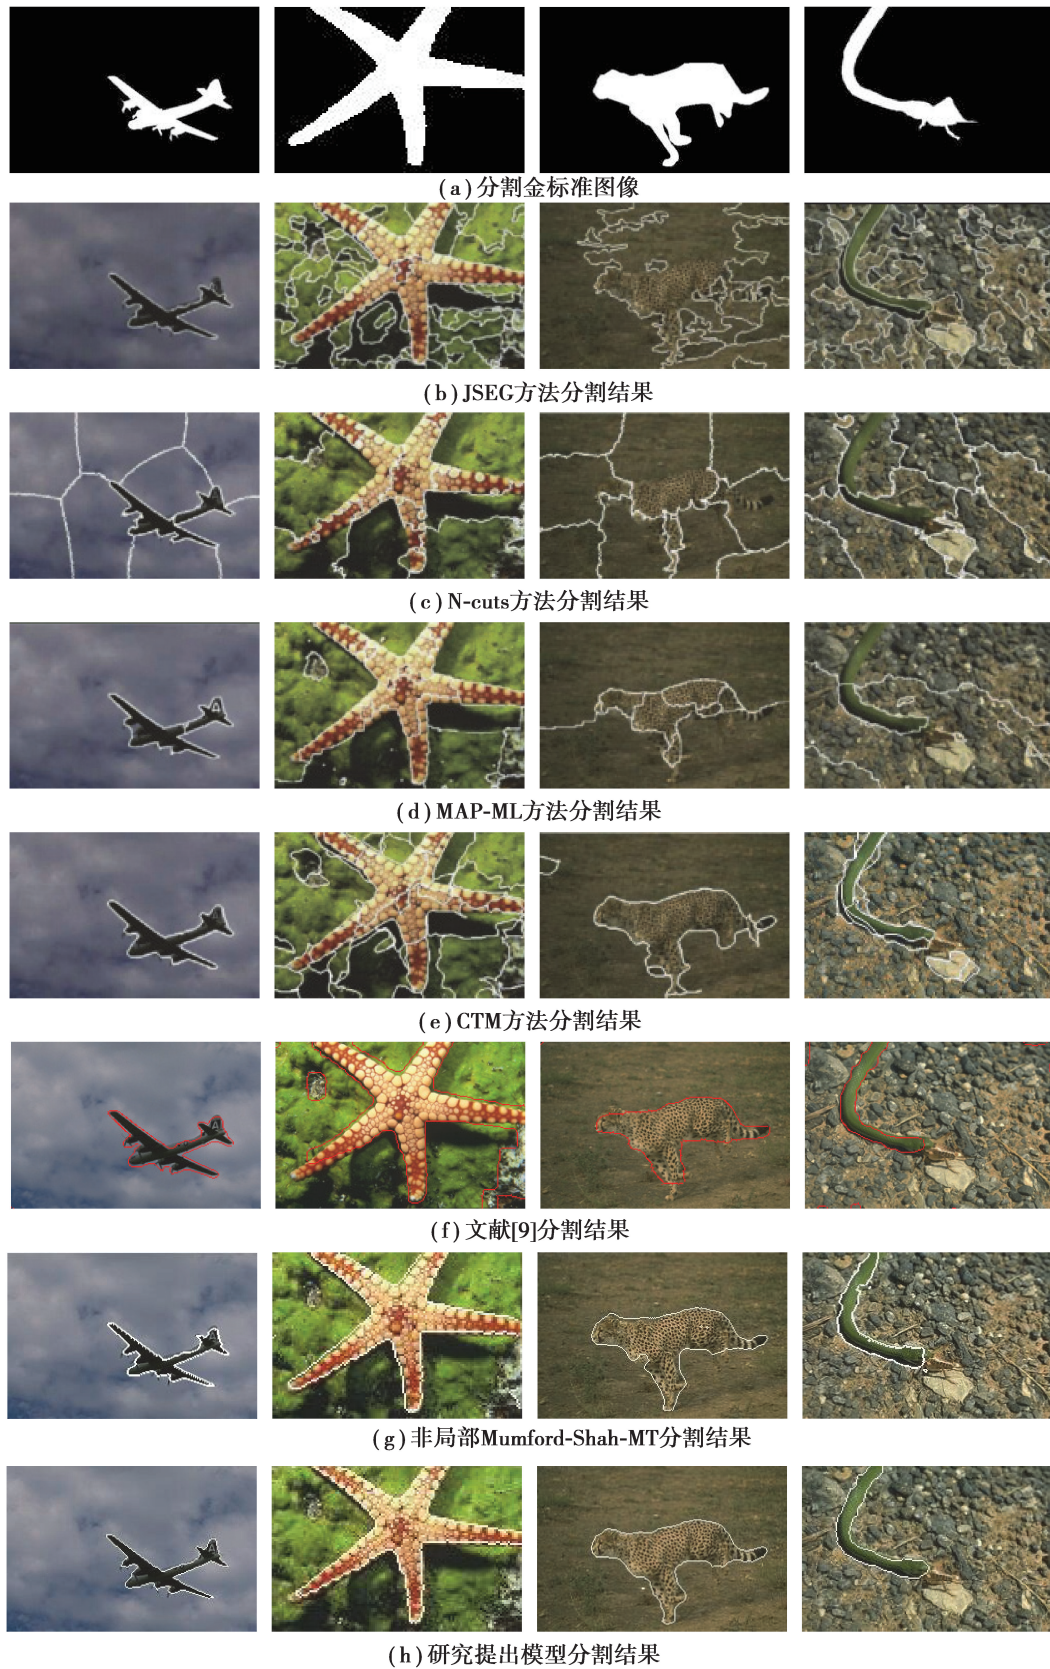 (a)分割金标准图像
(b)JSEG方法分割结果
(c)N-cuts方法分割结果
(d)MAP-ML方法分割结果
(e)CTM方法分割结果
(f)文献[9]分割结果
(g)非局部Mumford-Shah-MT分割结果
(h)研究提出模型分割结果